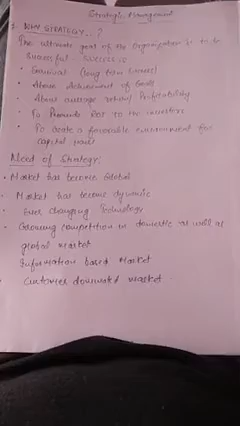 Strategic Management
1. WHY STRATEGY..?
The ultimate goal of the Organization is to be
Successful. Success is
• Survival (long term success)
• Above Achievement of Goals
• Above average return/Profitability
• To Promote ROI to the investors
• To Create a favorable environment for
(capital
Need of Strategy:
• Market has become Global
• Market has become dynamic
• Ever changing Technology
• Growing competition in domestic as well as
global market
Information based Market
• Customer dominated market.